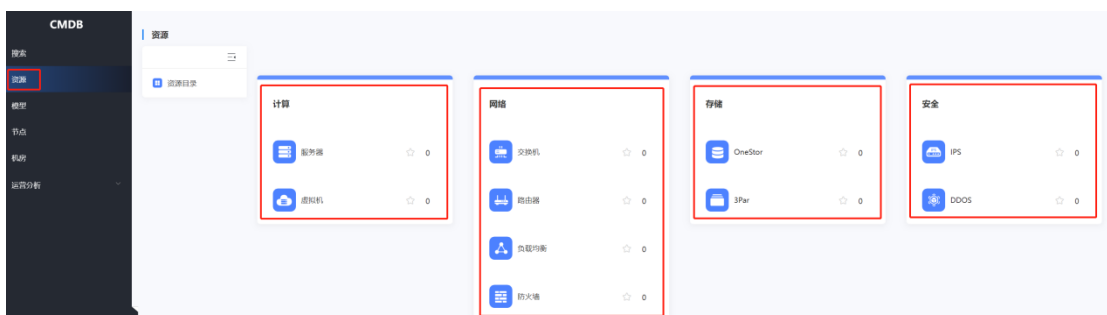 CMDB
搜索
资源
模型
节点
机房
运营分析
资源
资源目录
计算
服务器 0
虚拟机 0
网络
交换机 0
路由器 0
负载均衡 0
防火墙 0
存储
OneStor 0
3Par 0
安全
IPS 0
DDOS 0